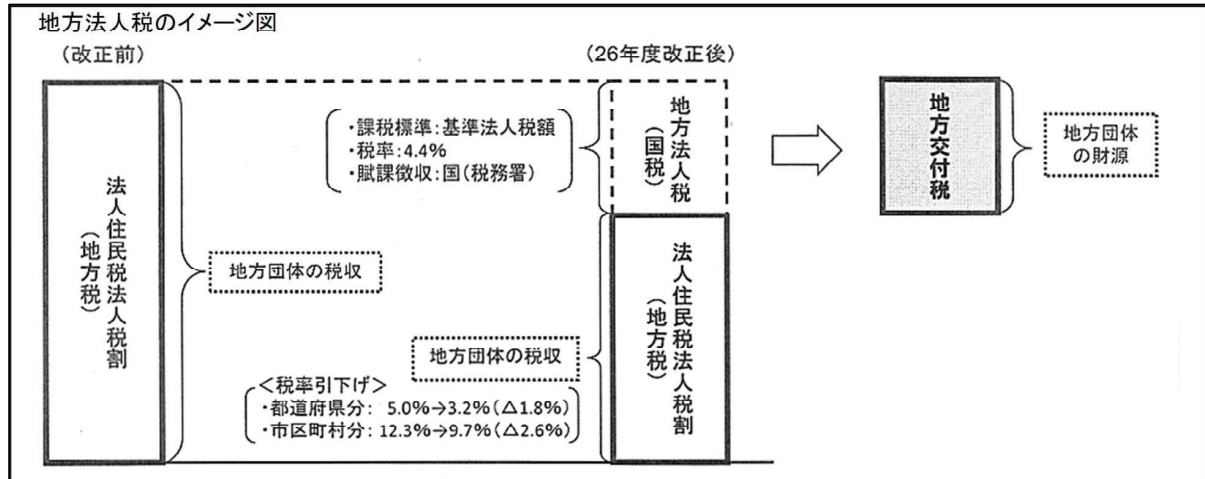 地方法人税のイメージ図
（改正前）
（26年度改正後）
法人住民税法人税割
（地方税）
地方団体の税収
・課税標準：基準法人税額
・税率：4.4%
・賦課徴収：国（税務署）
地方法人税
（国税）
地方団体の税収
＜税率引下げ＞
・都道府県分： 5.0%→3.2%（△1.8%）
・市区町村分：12.3%→9.7%（△2.6%）
法人住民税法人税割
（地方税）
地方交付税
地方団体
の財源